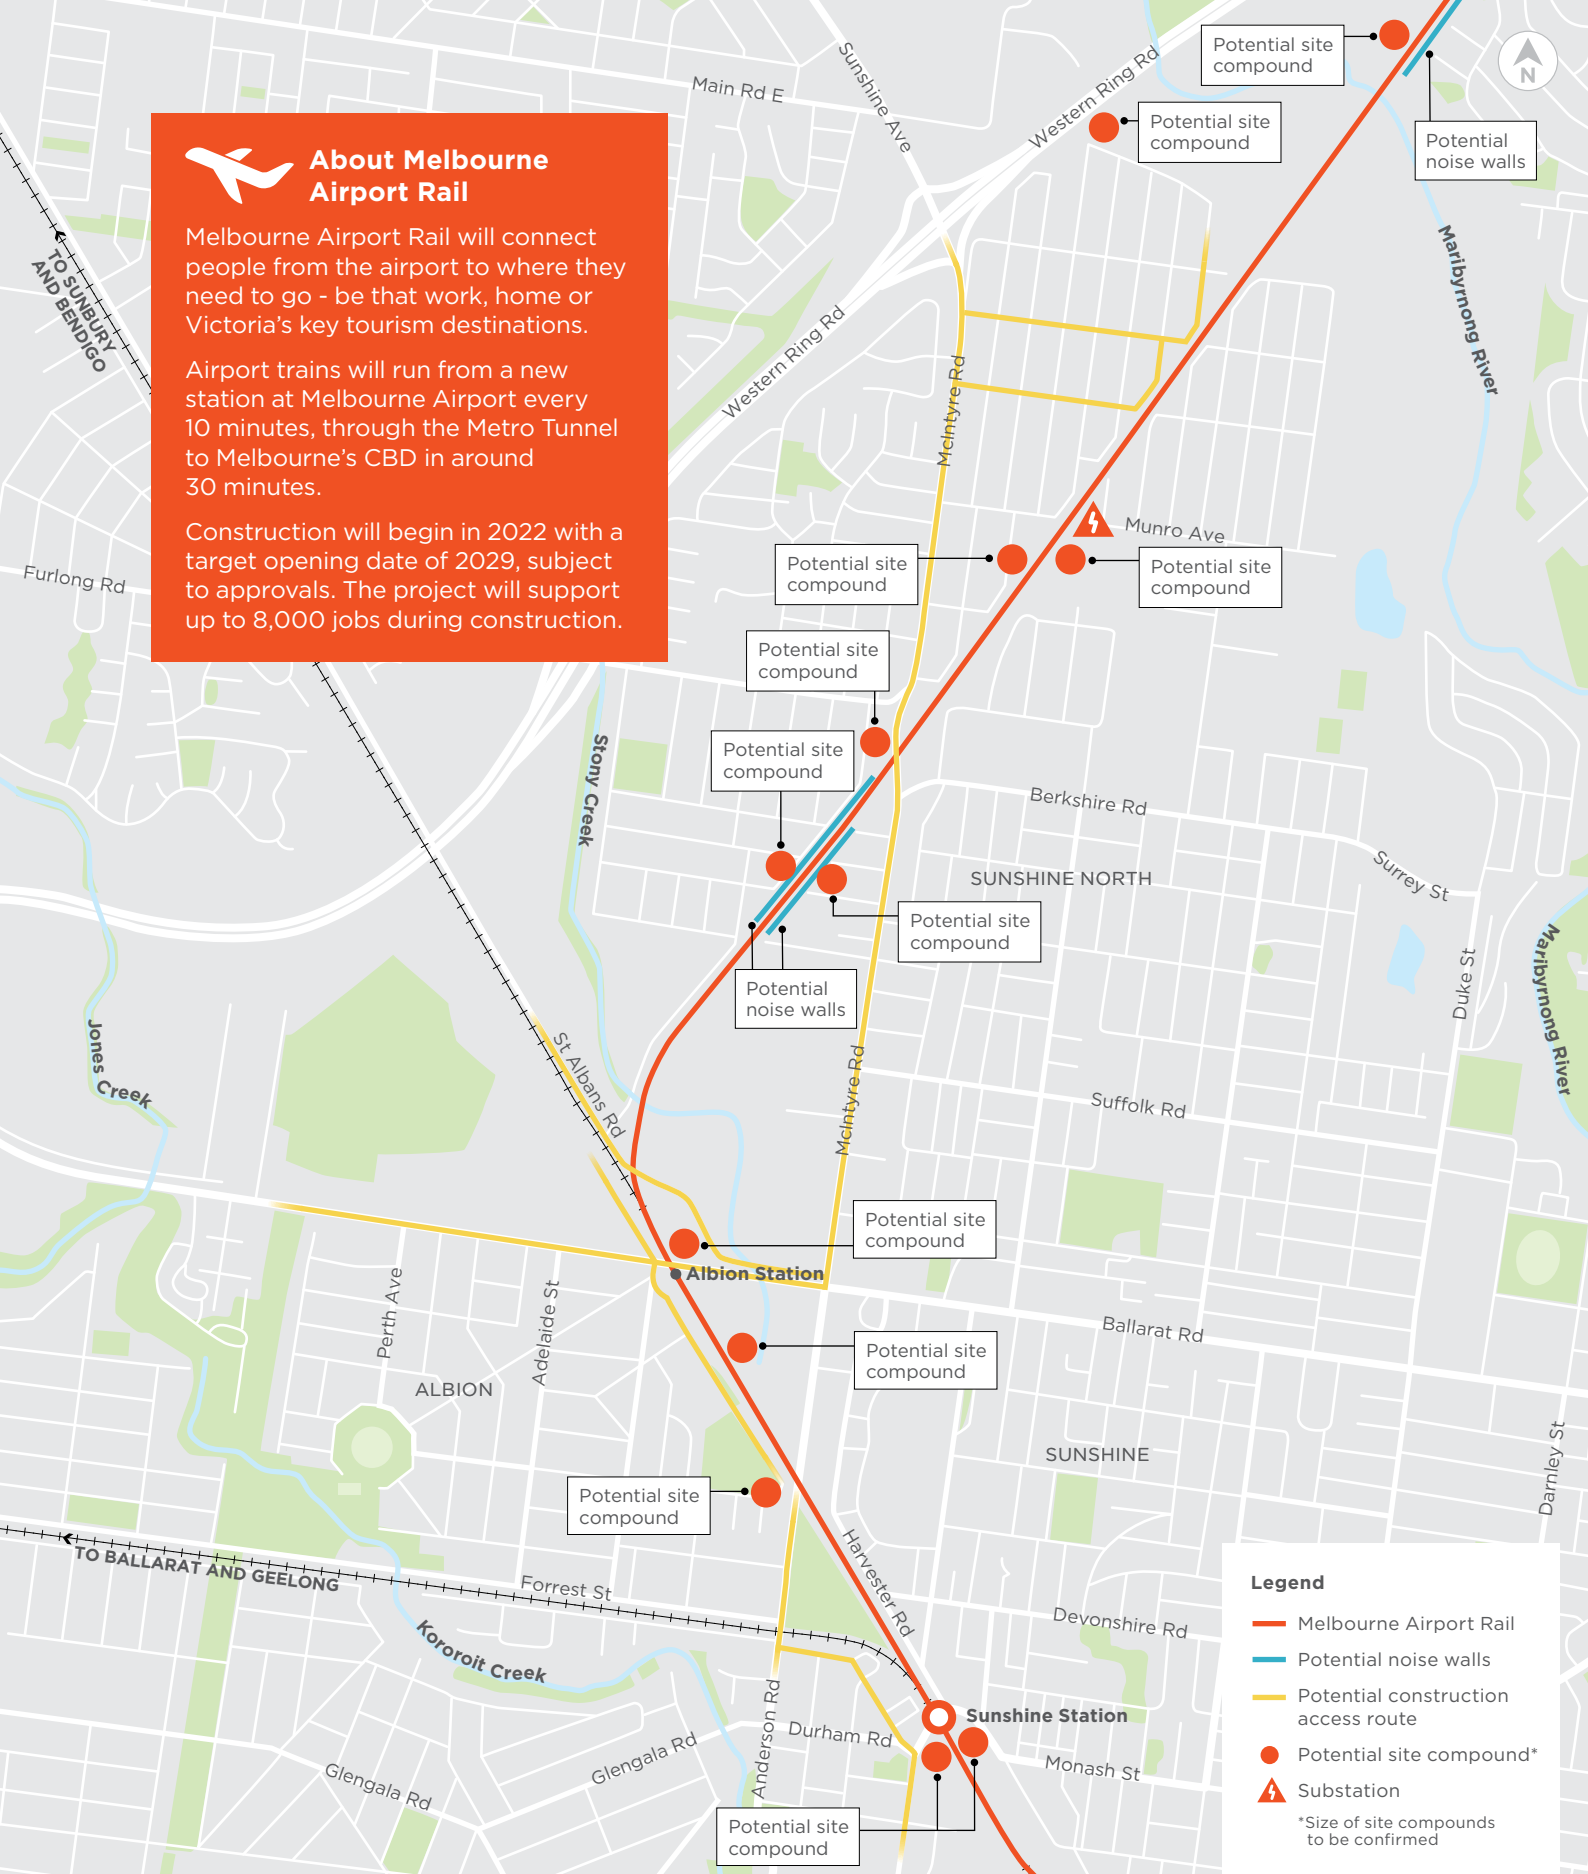 About Melbourne
Airport Rail
Melbourne Airport Rail will connect
people from the airport to where they
need to go - be that work, home or
Victoria's key tourism destinations.
Airport trains will run from a new
station at Melbourne Airport every
10 minutes, through the Metro Tunnel
to Melbourne's CBD in around
30 minutes.
Construction will begin in 2022 with a
target opening date of 2029, subject
to approvals. The project will support
up to 8,000 jobs during construction.
Main Rd E
Sunshine Ave
Western Ring Rd
Potential site
compound
N
Potential site
compound
Potential
noise walls
TO SUNBURY
AND BENDIGO
Maribyrnong River
Western Ring Rd
McIntyre Rd
Munro Ave
Potential site
compound
Potential site
compound
Furlong Rd
Potential site
compound
Potential site
compound
Stony Creek
Berkshire Rd
Surrey St
SUNSHINE NORTH
Potential site
compound
Potential
noise walls
Duke St
Maribyrnong River
Jones Creek
St Albans Rd
McIntyre Rd
Suffolk Rd
Potential site
compound
Albion Station
Perth Ave
Adelaide St
Ballarat Rd
Potential site
compound
ALBION
SUNSHINE
Darnley St
Potential site
compound
Harvester Rd
TO BALLARAT AND GEELONG
Forrest St
Devonshire Rd
Kororoit Creek
Sunshine Station
Anderson Rd
Durham Rd
Glengala Rd
Glengala Rd
Monash St
Potential site
compound
Legend
Melbourne Airport Rail
Potential noise walls
Potential construction
access route
Potential site compound*
Substation
*Size of site compounds
to be confirmed